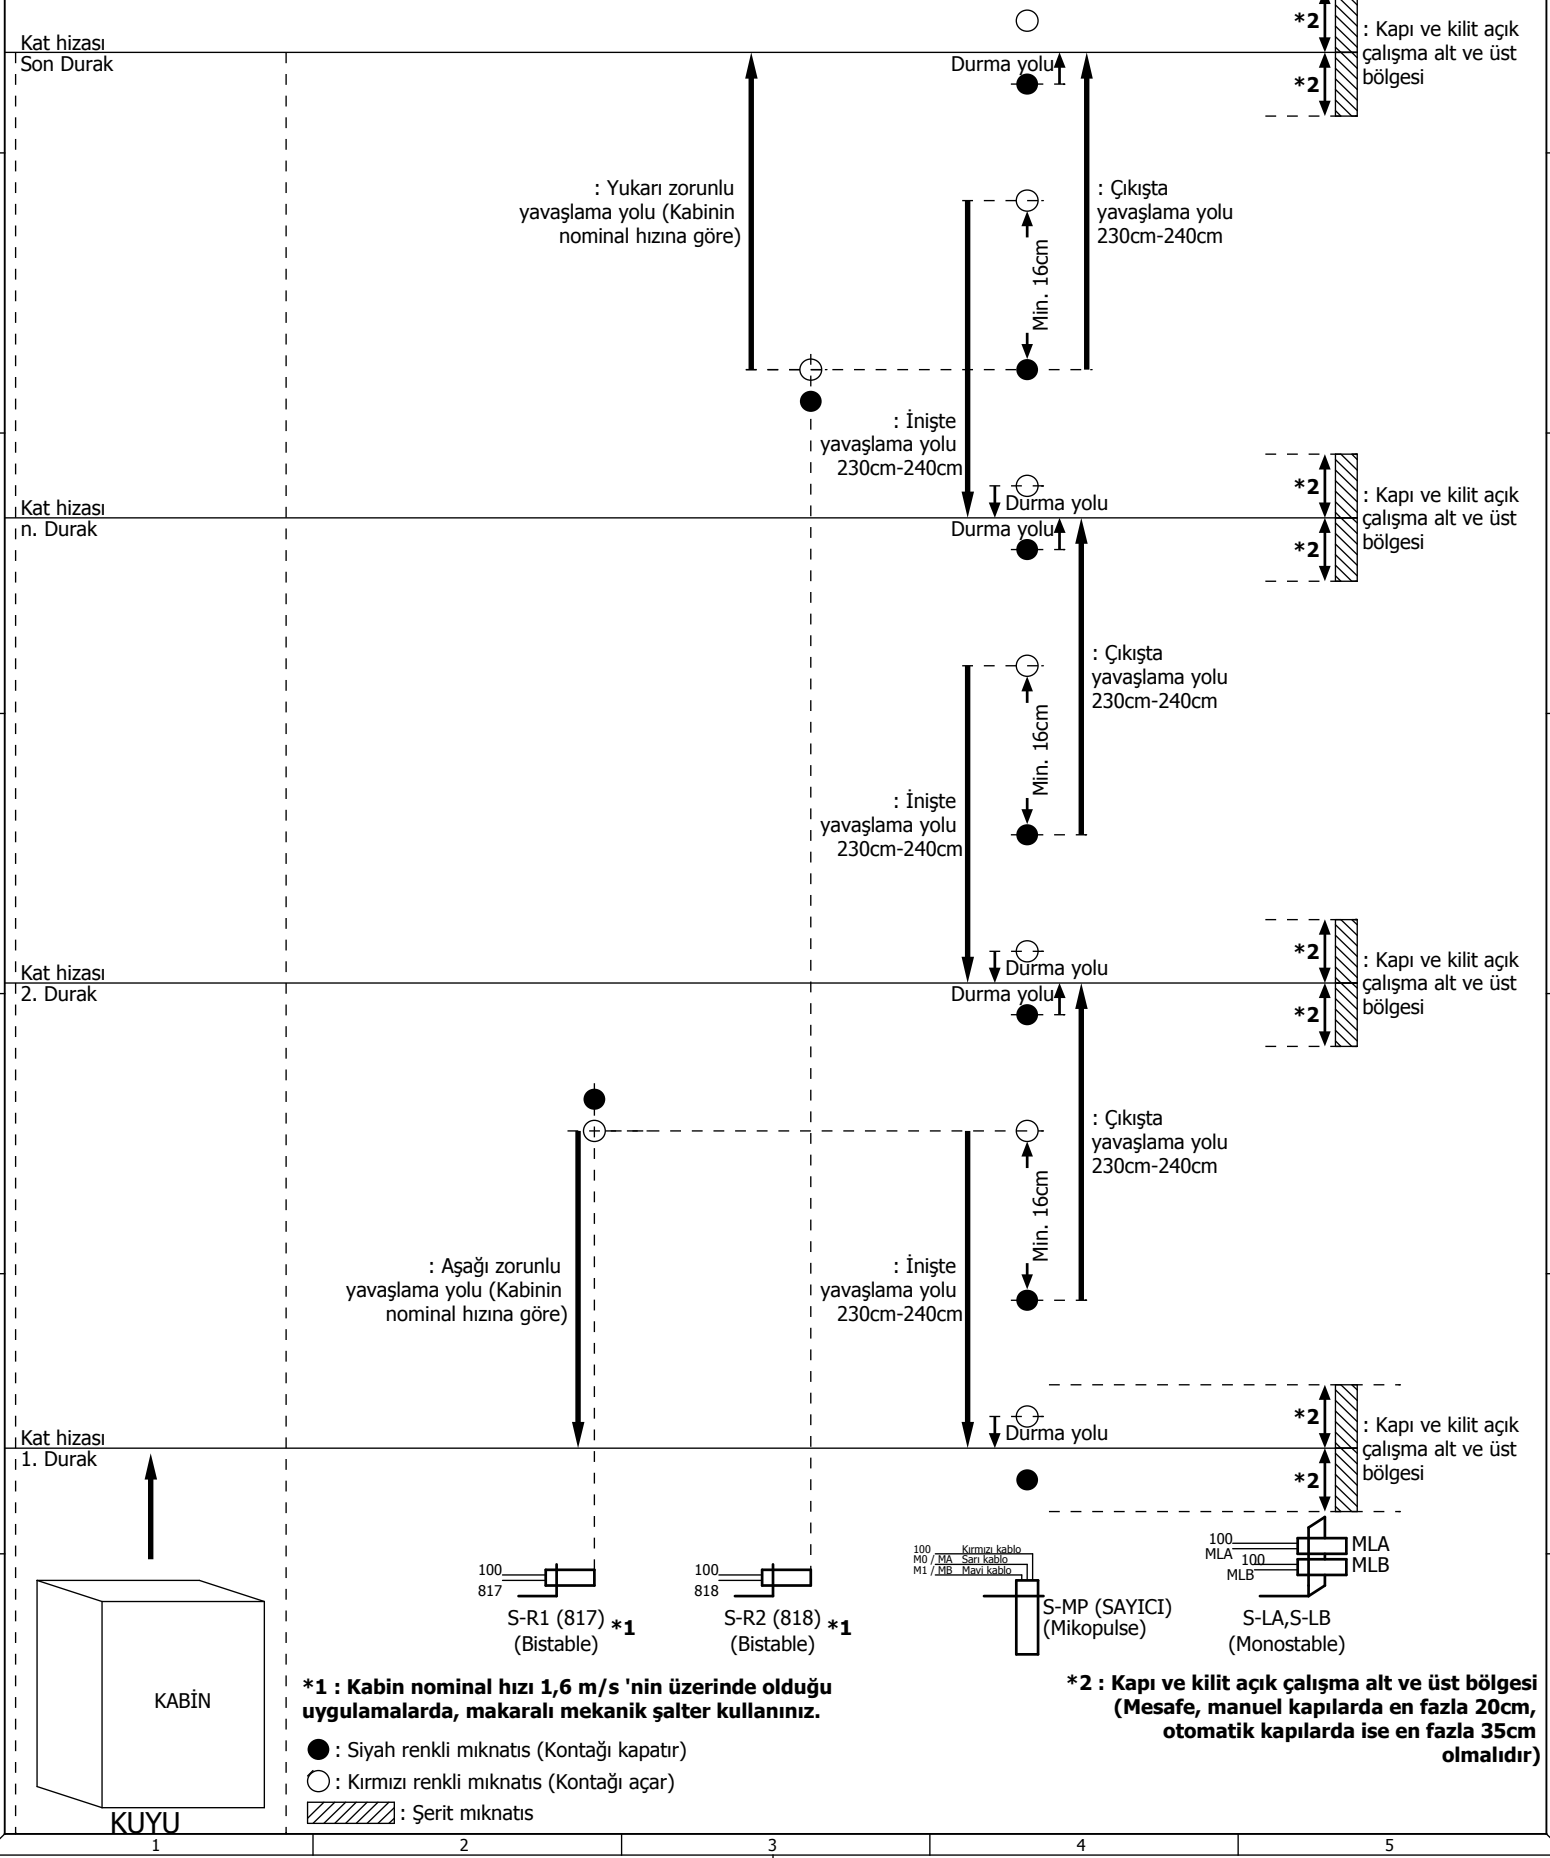 *2
: Kapı ve kilit açık
çalışma alt ve üst
bölgesi
Kat hizası
Son Durak
Durma yolu
*2
: Yukarı zorunlu
yavaşlama yolu (Kabinin
nominal hızına göre)
: Çıkışta
yavaşlama yolu
230cm-240cm
Min. 16cm
: İnişte
yavaşlama yolu
230cm-240cm
*2
: Kapı ve kilit açık
çalışma alt ve üst
bölgesi
Kat hizası
n. Durak
Durma yolu
Durma yolu
*2
: Çıkışta
yavaşlama yolu
230cm-240cm
Min. 16cm
: İnişte
yavaşlama yolu
230cm-240cm
*2
: Kapı ve kilit açık
çalışma alt ve üst
bölgesi
Kat hizası
2. Durak
Durma yolu
Durma yolu
*2
: Çıkışta
yavaşlama yolu
230cm-240cm
Min. 16cm
: Aşağı zorunlu
yavaşlama yolu (Kabinin
nominal hızına göre)
: İnişte
yavaşlama yolu
230cm-240cm
*2
: Kapı ve kilit açık
çalışma alt ve üst
bölgesi
Kat hizası
1. Durak
Durma yolu
*2
100
817
S-R1 (817) *1
(Bistable)
100
818
S-R2 (818) *1
(Bistable)
100 Kırmızı kablo
M0 / MA Sarı kablo
M1 / MB Mavi kablo
S-MP (SAYICI)
(Mikopulse)
100
MLA
100
MLB
MLA
MLB
S-LA,S-LB
(Monostable)
KABİN
KUYU
*1 : Kabin nominal hızı 1,6 m/s 'nin üzerinde olduğu
uygulamalarda, makaralı mekanik şalter kullanınız.
: Siyah renkli mıknatıs (Kontağı kapatır)
: Kırmızı renkli mıknatıs (Kontağı açar)
: Şerit mıknatıs
*2 : Kapı ve kilit açık çalışma alt ve üst bölgesi
(Mesafe, manuel kapılarda en fazla 20cm,
otomatik kapılarda ise en fazla 35cm
olmalıdır)
1 2 3 4 5